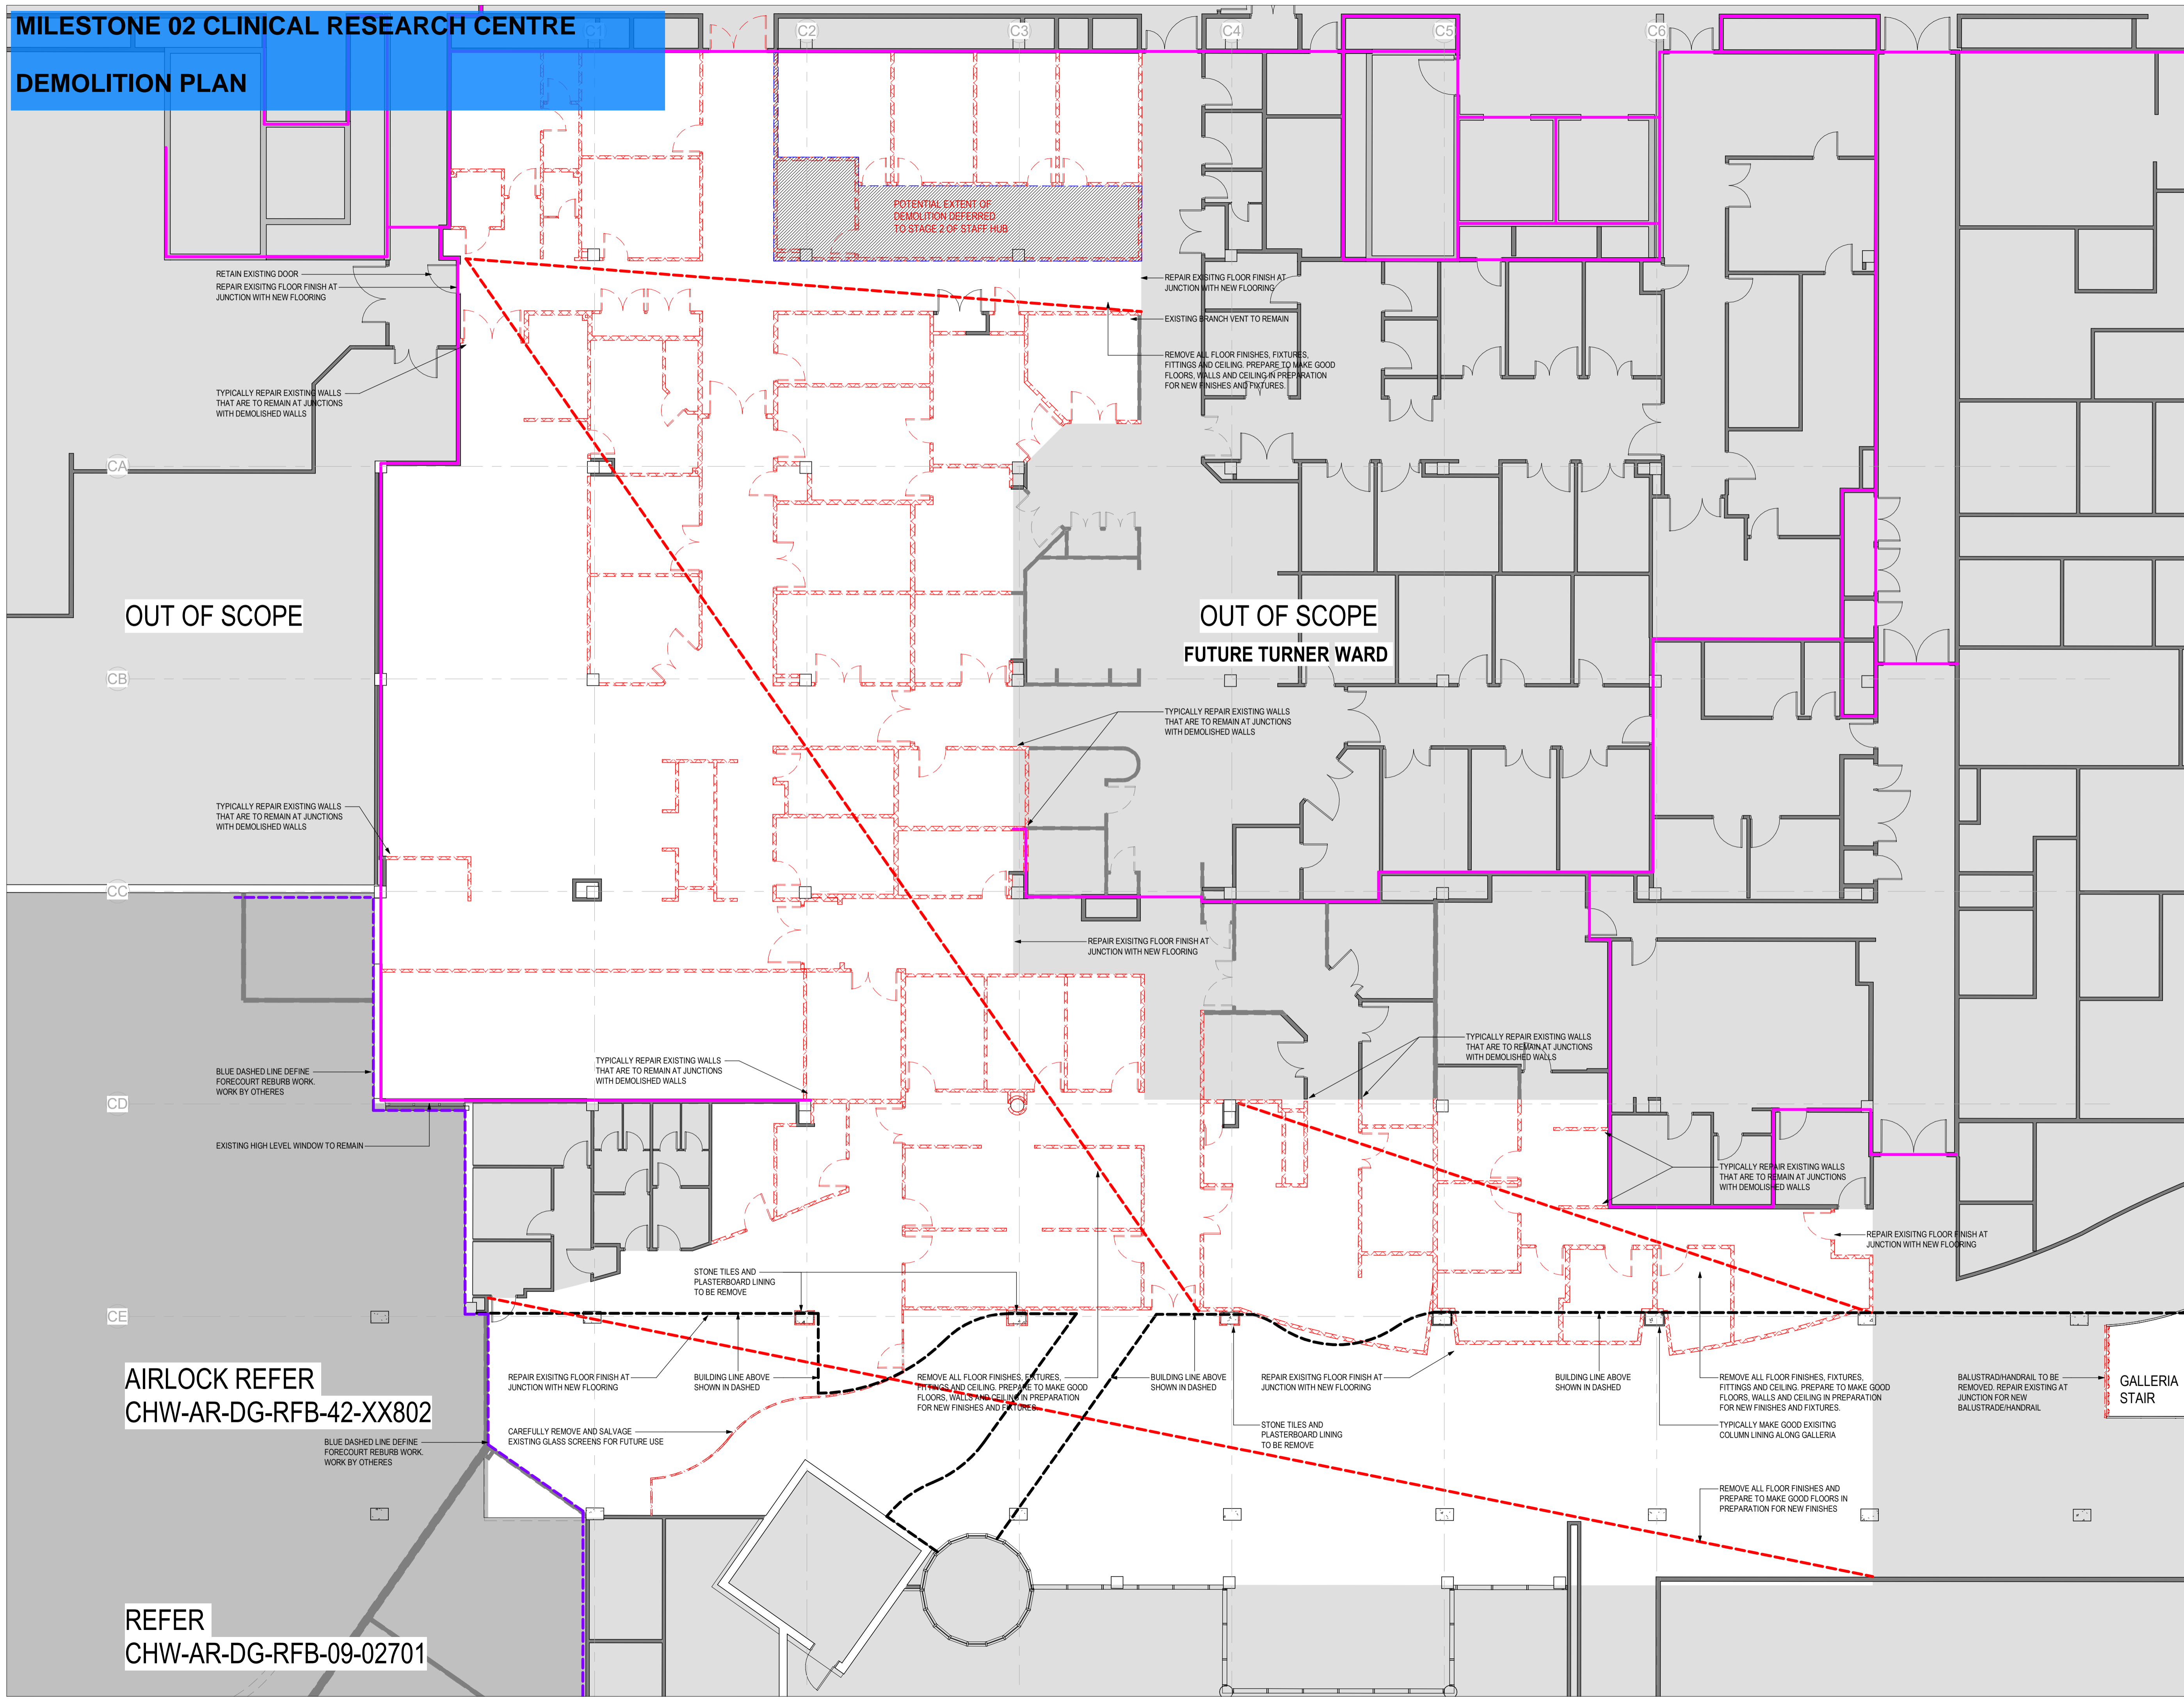 MILESTONE 02 CLINICAL RESEARCH CENTRE
DEMOLITION PLAN
C1
C2
C3
C4
C5
C6
POTENTIAL EXTENT OF
DEMOLITION DEFERRED
TO STAGE 2 OF STAFF HUB
RETAIN EXISTING DOOR
REPAIR EXISITNG FLOOR FINISH AT
JUNCTION WITH NEW FLOORING
REPAIR EXISITNG FLOOR FINISH AT
JUNCTION WITH NEW FLOORING
EXISTING BRANCH VENT TO REMAIN
REMOVE ALL FLOOR FINISHES, FIXTURES,
FITTINGS AND CEILING. PREPARE TO MAKE GOOD
FLOORS, WALLS AND CEILING IN PREPARATION
FOR NEW FINISHES AND FIXTURES.
TYPICALLY REPAIR EXISTING WALLS
THAT ARE TO REMAIN AT JUNCTIONS
WITH DEMOLISHED WALLS
CA
OUT OF SCOPE
OUT OF SCOPE
FUTURE TURNER WARD
CB
TYPICALLY REPAIR EXISTING WALLS
THAT ARE TO REMAIN AT JUNCTIONS
WITH DEMOLISHED WALLS
TYPICALLY REPAIR EXISTING WALLS
THAT ARE TO REMAIN AT JUNCTIONS
WITH DEMOLISHED WALLS
CC
REPAIR EXISITNG FLOOR FINISH AT
JUNCTION WITH NEW FLOORING
TYPICALLY REPAIR EXISTING WALLS
THAT ARE TO REMAIN AT JUNCTIONS
WITH DEMOLISHED WALLS
TYPICALLY REPAIR EXISTING WALLS
THAT ARE TO REMAIN AT JUNCTIONS
WITH DEMOLISHED WALLS
BLUE DASHED LINE DEFINE
FORECOURT REBURB WORK.
WORK BY OTHERES
CD
EXISTING HIGH LEVEL WINDOW TO REMAIN
TYPICALLY REPAIR EXISTING WALLS
THAT ARE TO REMAIN AT JUNCTIONS
WITH DEMOLISHED WALLS
REPAIR EXISITNG FLOOR FINISH AT
JUNCTION WITH NEW FLOORING
STONE TILES AND
PLASTERBOARD LINING
TO BE REMOVE
CE
AIRLOCK REFER
CHW-AR-DG-RFB-42-XX802
REPAIR EXISITNG FLOOR FINISH AT
JUNCTION WITH NEW FLOORING
BUILDING LINE ABOVE
SHOWN IN DASHED
REMOVE ALL FLOOR FINISHES, FIXTURES,
FITTINGS AND CEILING. PREPARE TO MAKE GOOD
FLOORS, WALLS AND CEILING IN PREPARATION
FOR NEW FINISHES AND FIXTURES.
BUILDING LINE ABOVE
SHOWN IN DASHED
REPAIR EXISITNG FLOOR FINISH AT
JUNCTION WITH NEW FLOORING
BUILDING LINE ABOVE
SHOWN IN DASHED
REMOVE ALL FLOOR FINISHES, FIXTURES,
FITTINGS AND CEILING. PREPARE TO MAKE GOOD
FLOORS, WALLS AND CEILING IN PREPARATION
FOR NEW FINISHES AND FIXTURES.
BALUSTRAD/HANDRAIL TO BE
REMOVED. REPAIR EXISTING AT
JUNCTION FOR NEW
BALUSTRADE/HANDRAIL
GALLERIA
STAIR
CAREFULLY REMOVE AND SALVAGE
EXISTING GLASS SCREENS FOR FUTURE USE
STONE TILES AND
PLASTERBOARD LINING
TO BE REMOVE
TYPICALLY MAKE GOOD EXISITNG
COLUMN LINING ALONG GALLERIA
BLUE DASHED LINE DEFINE
FORECOURT REBURB WORK.
WORK BY OTHERES
REMOVE ALL FLOOR FINISHES AND
PREPARE TO MAKE GOOD FLOORS IN
PREPARATION FOR NEW FINISHES
REFER
CHW-AR-DG-RFB-09-02701